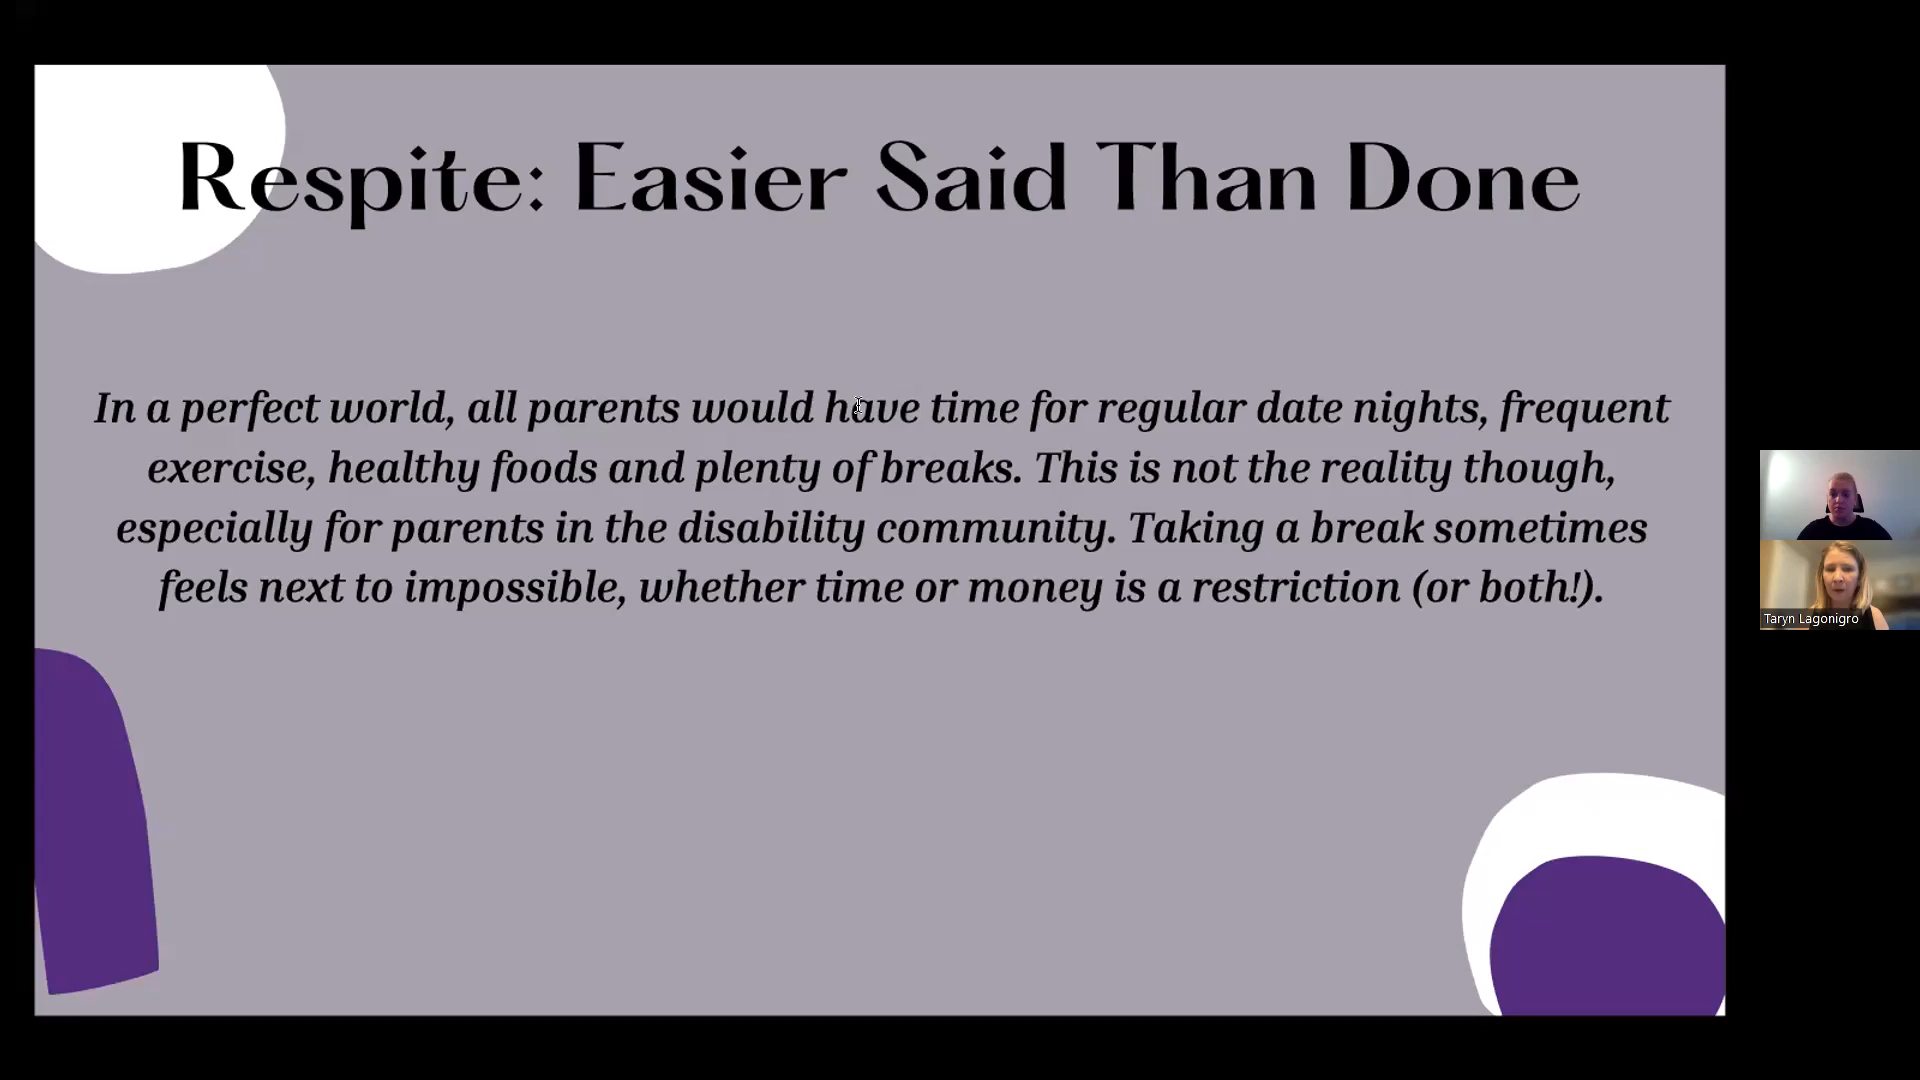 Respite: Easier Said Than Done
In a perfect world, all parents would have time for regular date nights, frequent
exercise, healthy foods and plenty of breaks. This is not the reality though,
especially for parents in the disability community. Taking a break sometimes
feels next to impossible, whether time or money is a restriction (or both!).
Taryn Lagonigro